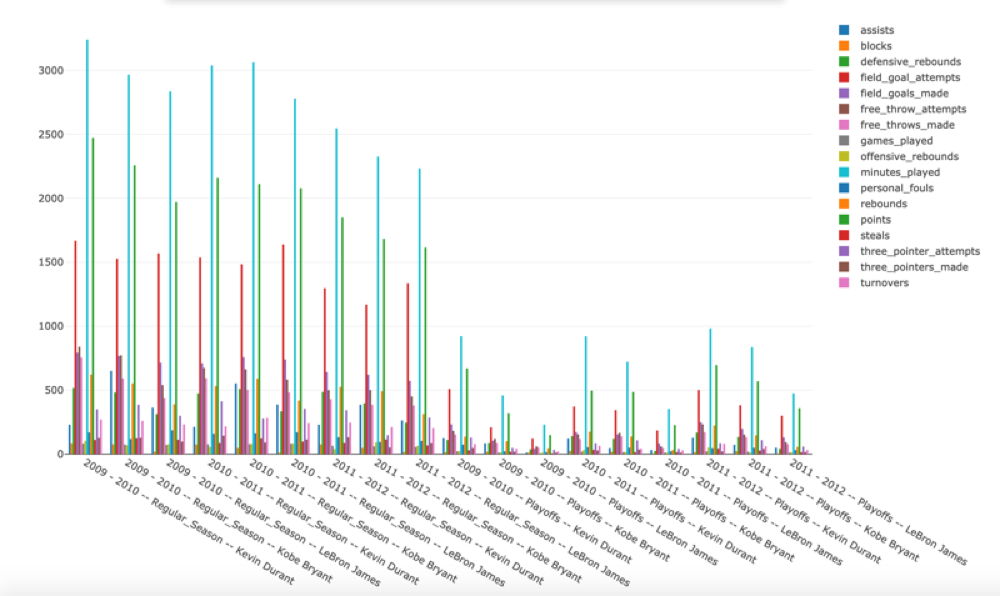 3000
2500
2000
1500
1000
500
0
2009 - 2010 -- Regular_Season -- Kevin Durant
2009 - 2010 -- Regular_Season -- Kobe Bryant
2009 - 2010 -- Regular_Season -- LeBron James
2010 - 2011 -- Regular_Season -- Kevin Durant
2010 - 2011 -- Regular_Season -- Kobe Bryant
2010 - 2011 -- Regular_Season -- LeBron James
2011 - 2012 -- Regular_Season -- Kevin Durant
2011 - 2012 -- Regular_Season -- Kobe Bryant
2011 - 2012 -- Regular_Season -- LeBron James
2009 - 2010 -- Playoffs -- Kevin Durant
2009 - 2010 -- Playoffs -- Kobe Bryant
2009 - 2010 -- Playoffs -- LeBron James
2010 - 2011 -- Playoffs -- Kevin Durant
2010 - 2011 -- Playoffs -- Kobe Bryant
2010 - 2011 -- Playoffs -- LeBron James
2011 - 2012 -- Playoffs -- Kevin Durant
2011 - 2012 -- Playoffs -- Kobe Bryant
2011 - 2012 -- Playoffs -- LeBron James
assists
blocks
defensive_rebounds
field_goal_attempts
field_goals_made
free_throw_attempts
free_throws_made
games_played
offensive_rebounds
minutes_played
personal_fouls
rebounds
points
steals
three_pointer_attempts
three_pointers_made
turnovers